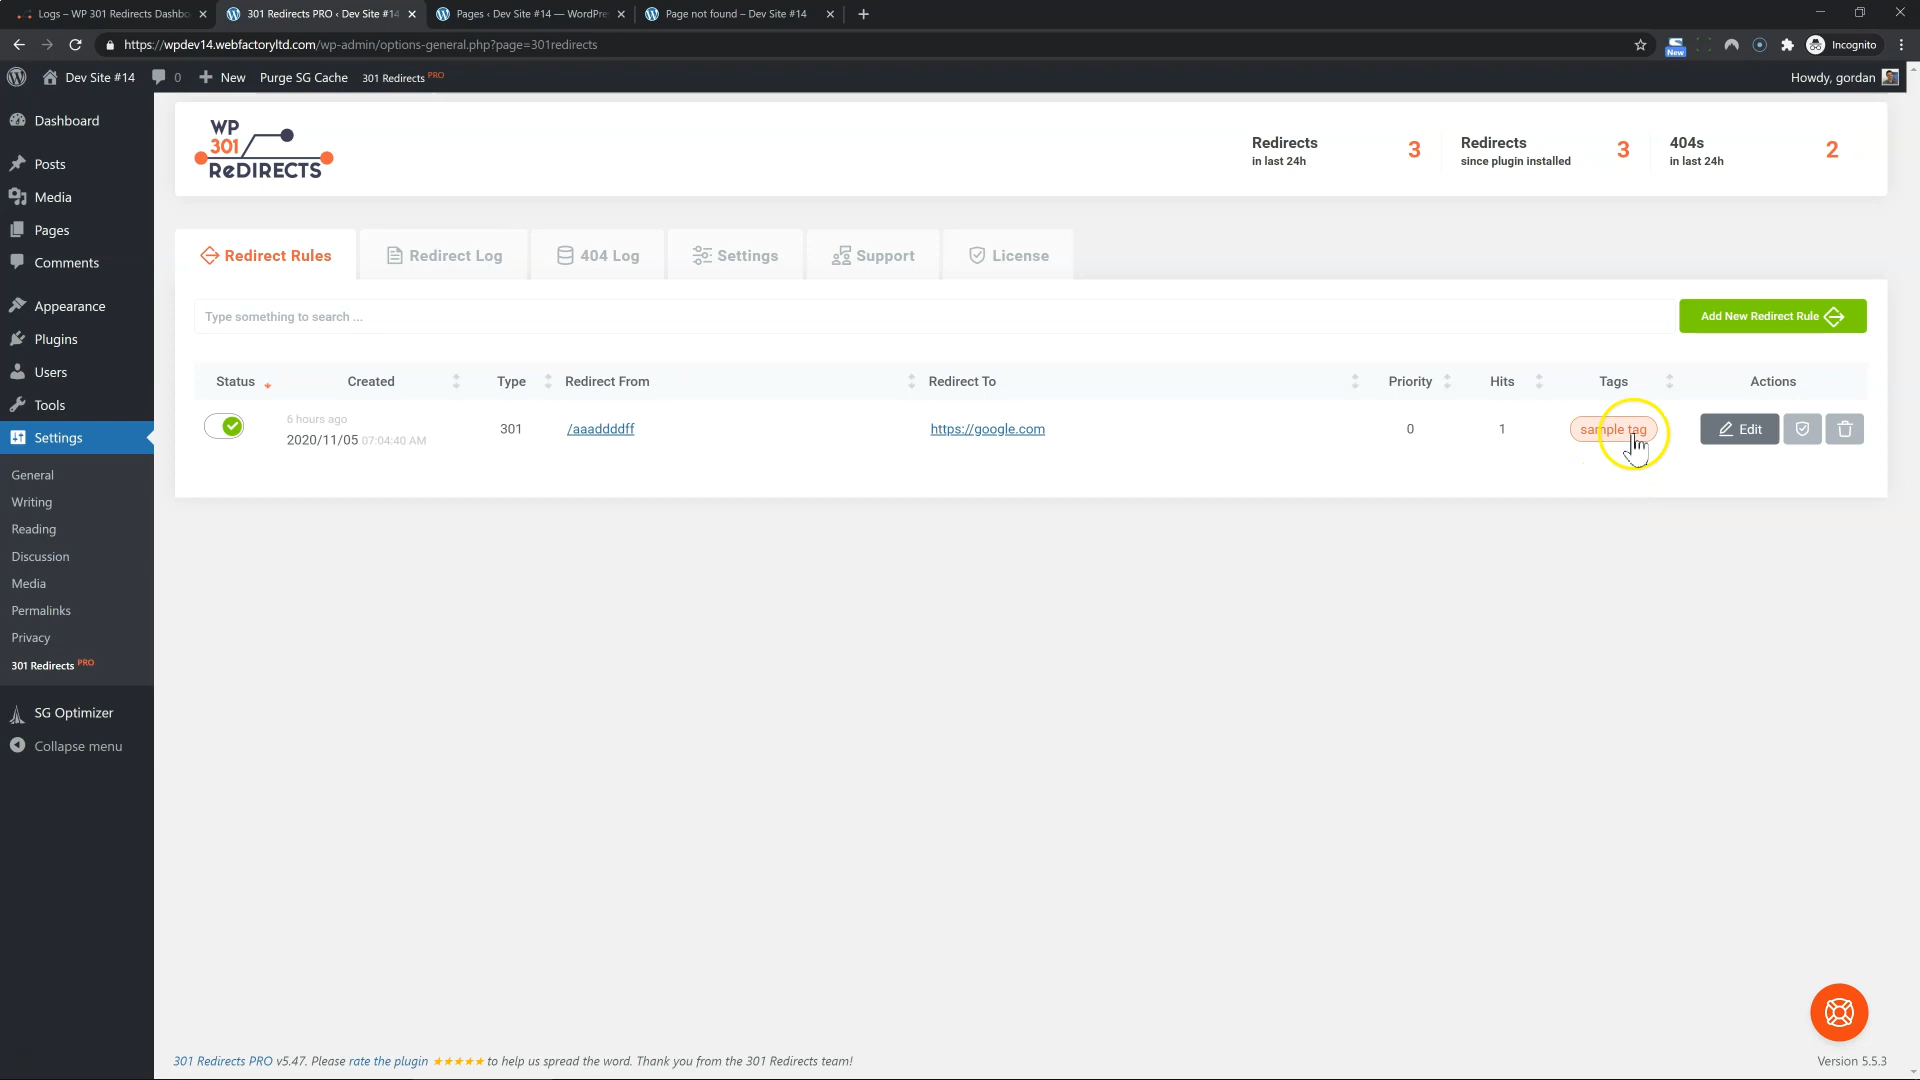 Logs – WP 301 Redirects Dashbo
301 Redirects PRO ‹ Dev Site #14
Pages ‹ Dev Site #14 — WordPre
Page not found – Dev Site #14
https://wpdev14.webfactoryltd.com/wp-admin/options-general.php?page=301redirects
New
Incognito
Dev Site #14
0
New
Purge SG Cache
301 Redirects PRO
Howdy, gordan
Dashboard
Posts
Media
Pages
Comments
Appearance
Plugins
Users
Tools
Settings
General
Writing
Reading
Discussion
Media
Permalinks
Privacy
301 Redirects PRO
SG Optimizer
Collapse menu
WP
301
ReDIRECTS
Redirects
in last 24h
3
Redirects
since plugin installed
3
404s
in last 24h
2
Redirect Rules
Redirect Log
404 Log
Settings
Support
License
Type something to search ...
Add New Redirect Rule
Status
Created
Type
Redirect From
Redirect To
Priority
Hits
Tags
Actions
6 hours ago
2020/11/05 07:04:40 AM
301
/aaaddddff
https://google.com
0
1
sample tag
Edit
301 Redirects PRO v5.47. Please rate the plugin ★★★★★ to help us spread the word. Thank you from the 301 Redirects team!
Version 5.5.3